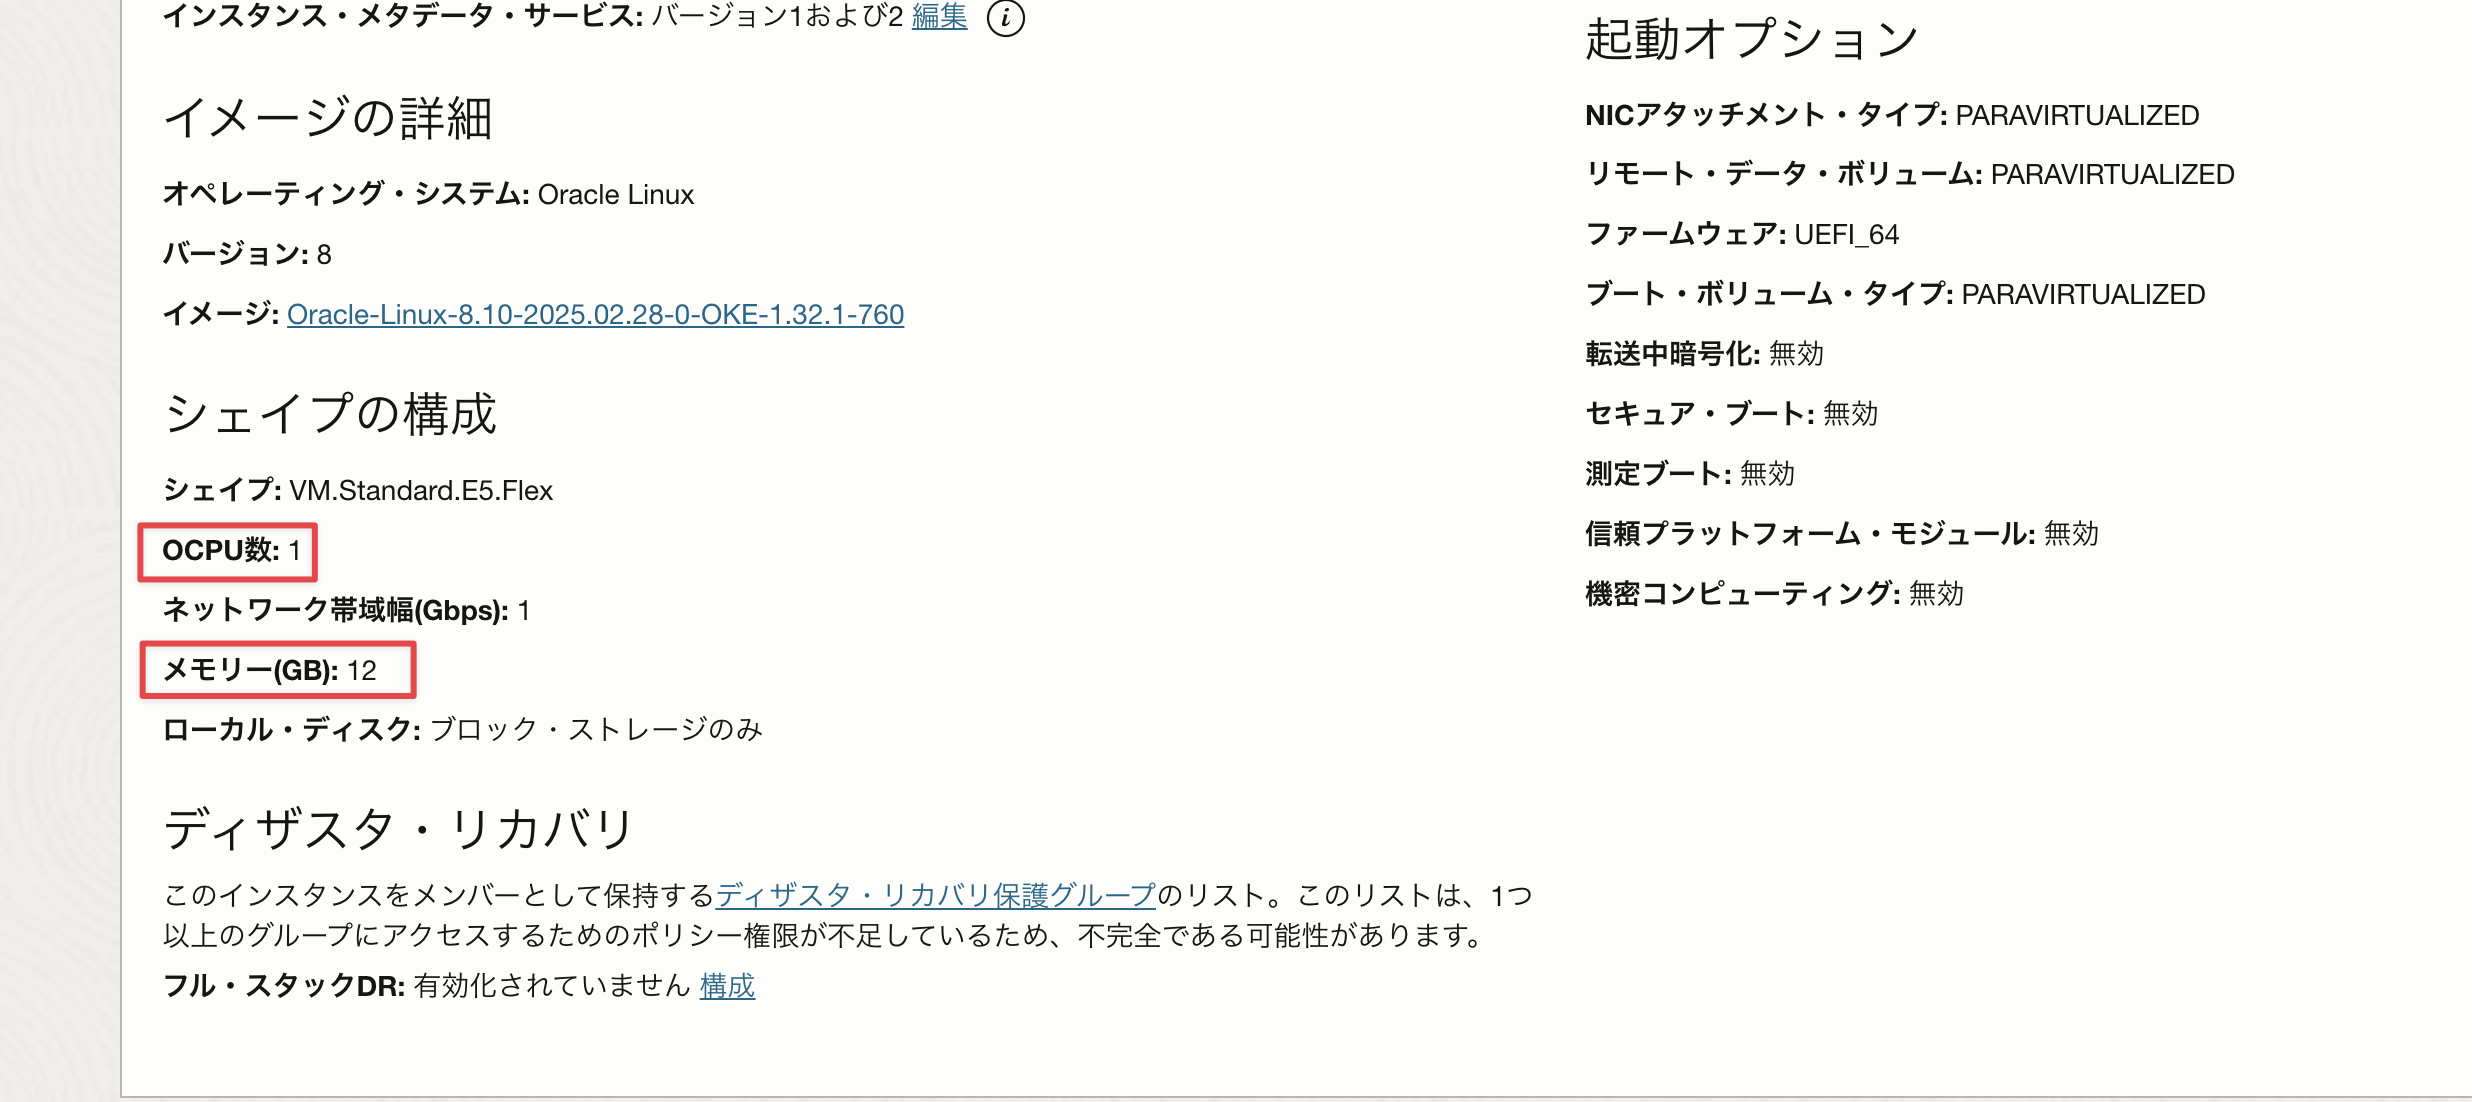 インスタンス・メタデータ・サービス: バージョン1および2 編集 i
イメージの詳細
オペレーティング・システム: Oracle Linux
バージョン: 8
イメージ: Oracle-Linux-8.10-2025.02.28-0-OKE-1.32.1-760
シェイプの構成
シェイプ: VM.Standard.E5.Flex
OCPU数: 1
ネットワーク帯域幅(Gbps): 1
メモリー(GB): 12
ローカル・ディスク: ブロック・ストレージのみ
ディザスタ・リカバリ
このインスタンスをメンバーとして保持するディザスタ・リカバリ保護グループのリスト。このリストは、1つ
以上のグループにアクセスするためのポリシー権限が不足しているため、不完全である可能性があります。
フル・スタックDR: 有効化されていません 構成
起動オプション
NICアタッチメント・タイプ: PARAVIRTUALIZED
リモート・データ・ボリューム: PARAVIRTUALIZED
ファームウェア: UEFI_64
ブート・ボリューム・タイプ: PARAVIRTUALIZED
転送中暗号化: 無効
セキュア・ブート: 無効
測定ブート: 無効
信頼プラットフォーム・モジュール: 無効
機密コンピューティング: 無効